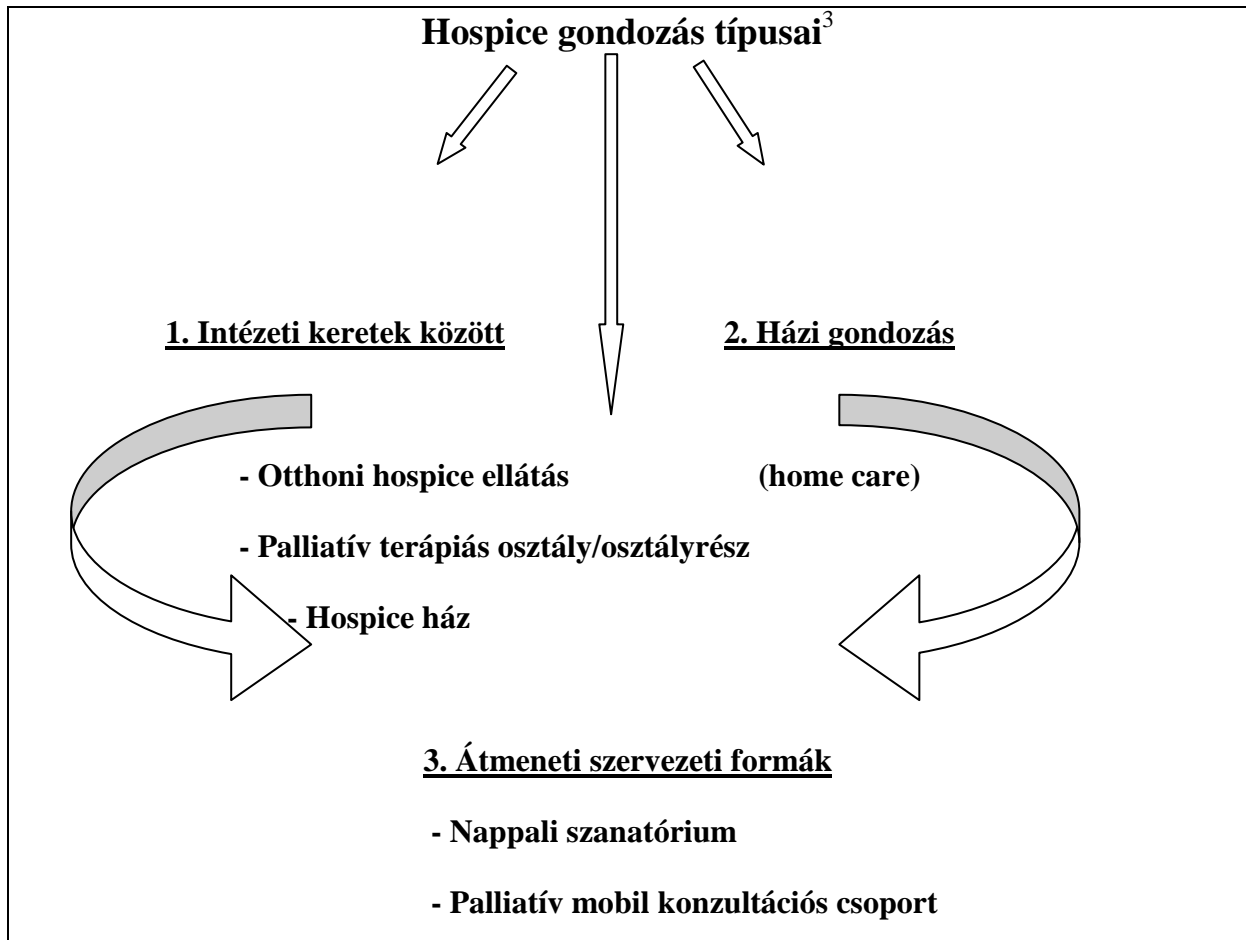 Hospice gondozás típusai³
1. Intézeti keretek között 2. Házi gondozás
- Otthoni hospice ellátás (home care)
- Palliatív terápiás osztály/osztályrész
- Hospice ház
3. Átmeneti szervezeti formák
- Nappali szanatórium
- Palliatív mobil konzultációs csoport